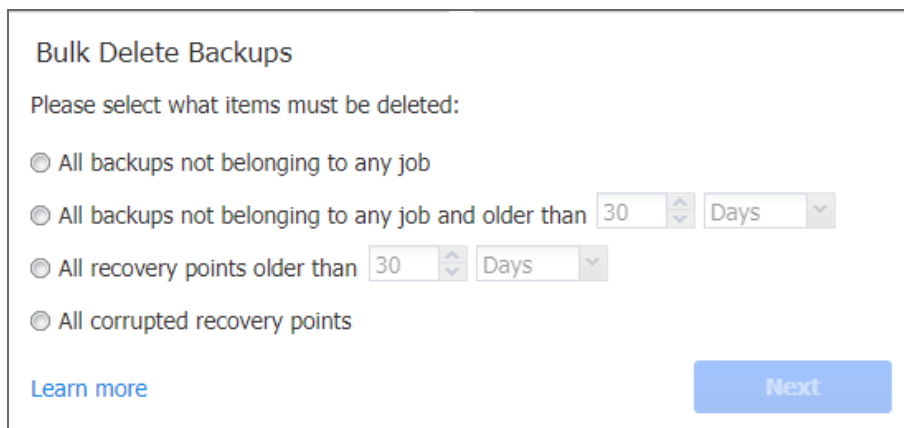 Bulk Delete Backups
Please select what items must be deleted:
All backups not belonging to any job
All backups not belonging to any job and older than 30 Days
All recovery points older than 30 Days
All corrupted recovery points
Learn more Next